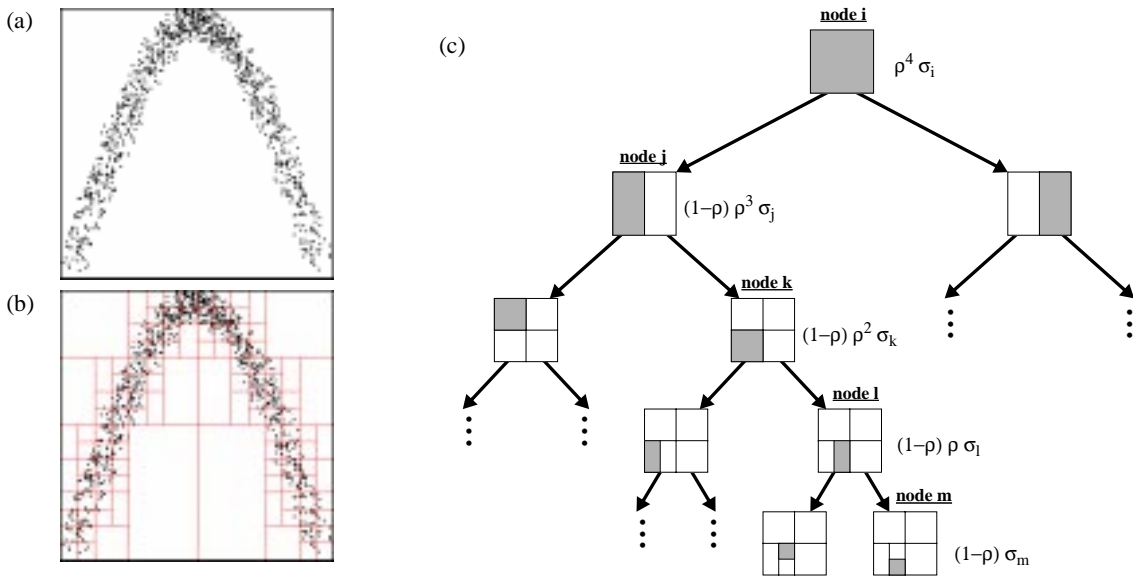 (a)
(b)
(c)
node i
ρ⁴ σᵢ
node j
(1–ρ) ρ³ σⱼ
node k
(1–ρ) ρ² σₖ
node l
(1–ρ) ρ σₗ
node m
(1–ρ) σₘ